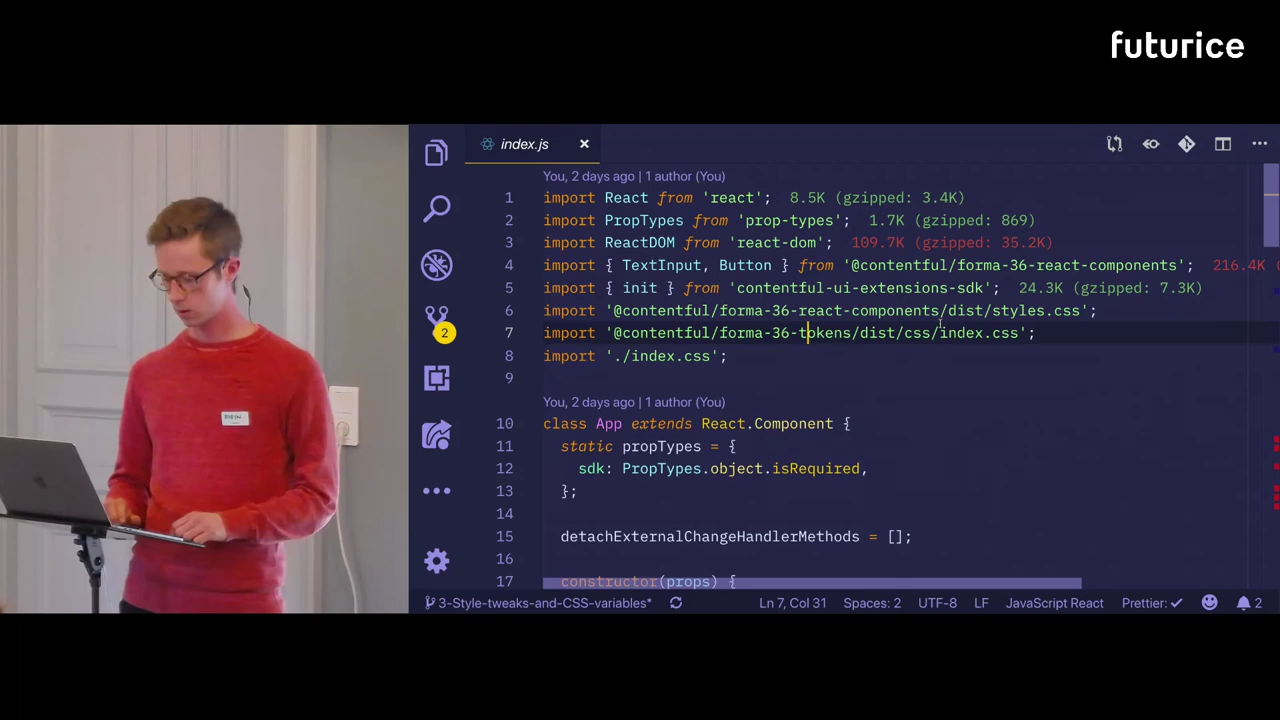 futurice
index.js
You, 2 days ago | 1 author (You)
1 import React from 'react'; 8.5K (gzipped: 3.4K)
2 import PropTypes from 'prop-types'; 1.7K (gzipped: 869)
3 import ReactDOM from 'react-dom'; 109.7K (gzipped: 35.2K)
4 import { TextInput, Button } from '@contentful/forma-36-react-components'; 216.4K
5 import { init } from 'contentful-ui-extensions-sdk'; 24.3K (gzipped: 7.3K)
6 import '@contentful/forma-36-react-components/dist/styles.css';
7 import '@contentful/forma-36-tokens/dist/css/index.css';
8 import './index.css';
9
You, 2 days ago | 1 author (You)
10 class App extends React.Component {
11 static propTypes = {
12 sdk: PropTypes.object.isRequired,
13 };
14
15 detachExternalChangeHandlerMethods = [];
16
17 constructor(props) {
2
3-Style-tweaks-and-CSS-variables* Ln 7, Col 31 Spaces: 2 UTF-8 LF JavaScript React Prettier: ✓ 2